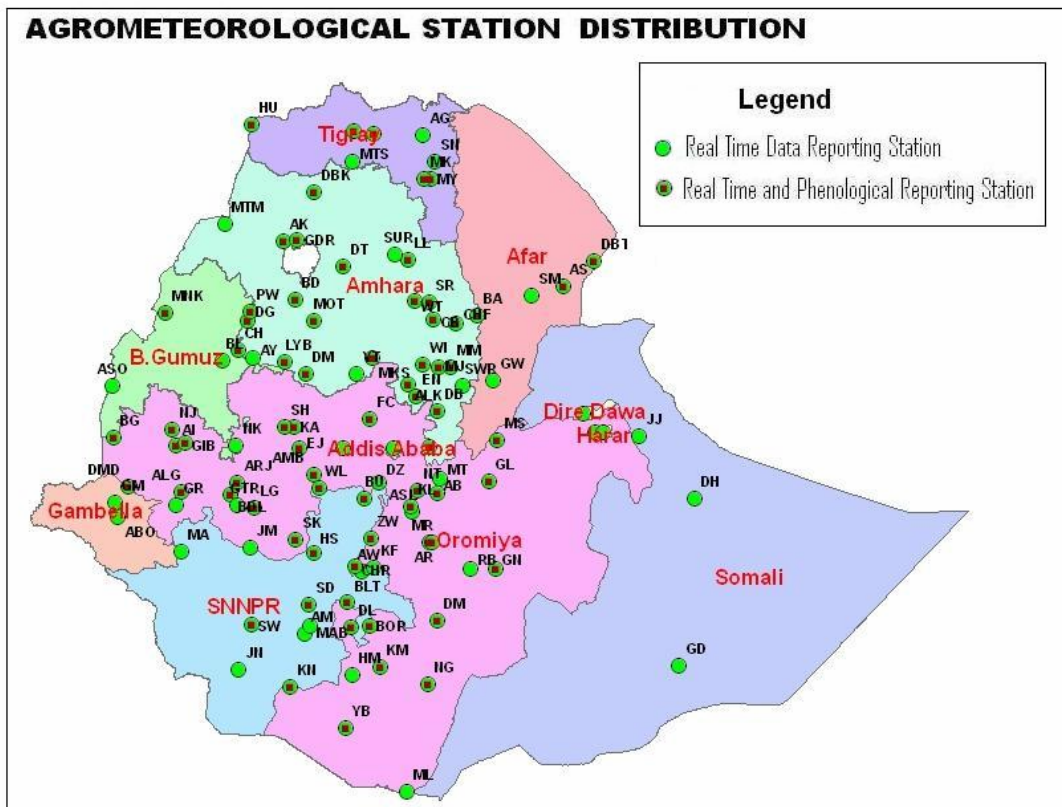 AGROMETEOROLOGICAL STATION DISTRIBUTION
Legend
Real Time Data Reporting Station
Real Time and Phenological Reporting Station
HU
AG
Tigray
SN
MTS
MK
MY
DBK
MTM
AK
GDR
SUR
LL
DT
DBT
Afar
AS
SM
Amhara
BD
SR
BA
MNK
PW
DG
MOT
WT
CH
B.Gumuz
AY
LYB
DM
WI
MM
MJ
SWR
GW
MKS
EN
ASO
ALK
DB
FC
Dire Dawa
Harar
JJ
BG
NJ
AI
GIB
NK
SH
KA
EJ
AMB
Addis Ababa
MS
DMD
GM
ALG
GR
ARJ
GTR
LG
WL
BU
DZ
MT
AB
GL
DH
Gambella
ABO
MA
JM
SK
HS
ZW
MR
AR
Oromiya
AW
KF
RB
GN
Somali
SNNPR
SD
BLT
AM
MAB
DL
BOR
DM
SW
JN
KN
HM
KM
NG
GD
YB
ML